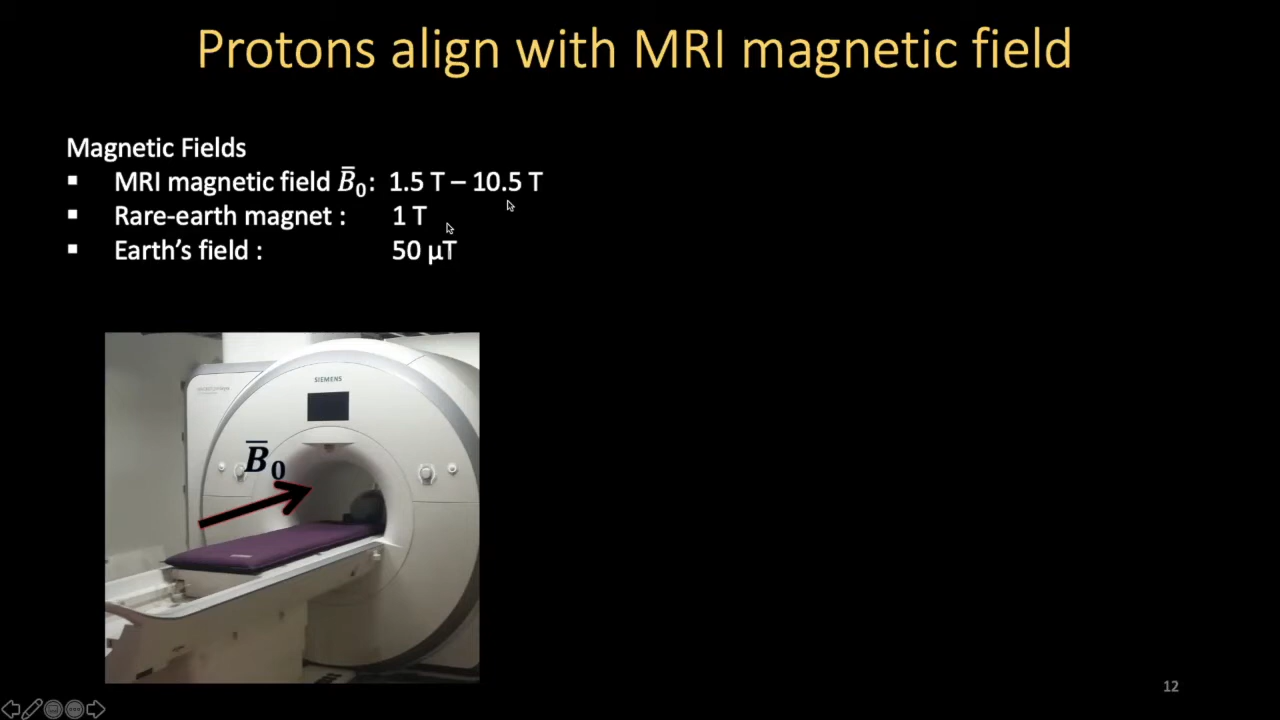 Protons align with MRI magnetic field
Magnetic Fields
▪ MRI magnetic field B̅₀: 1.5 T – 10.5 T
▪ Rare-earth magnet : 1 T
▪ Earth's field : 50 µT
SIEMENS
B̅₀
12